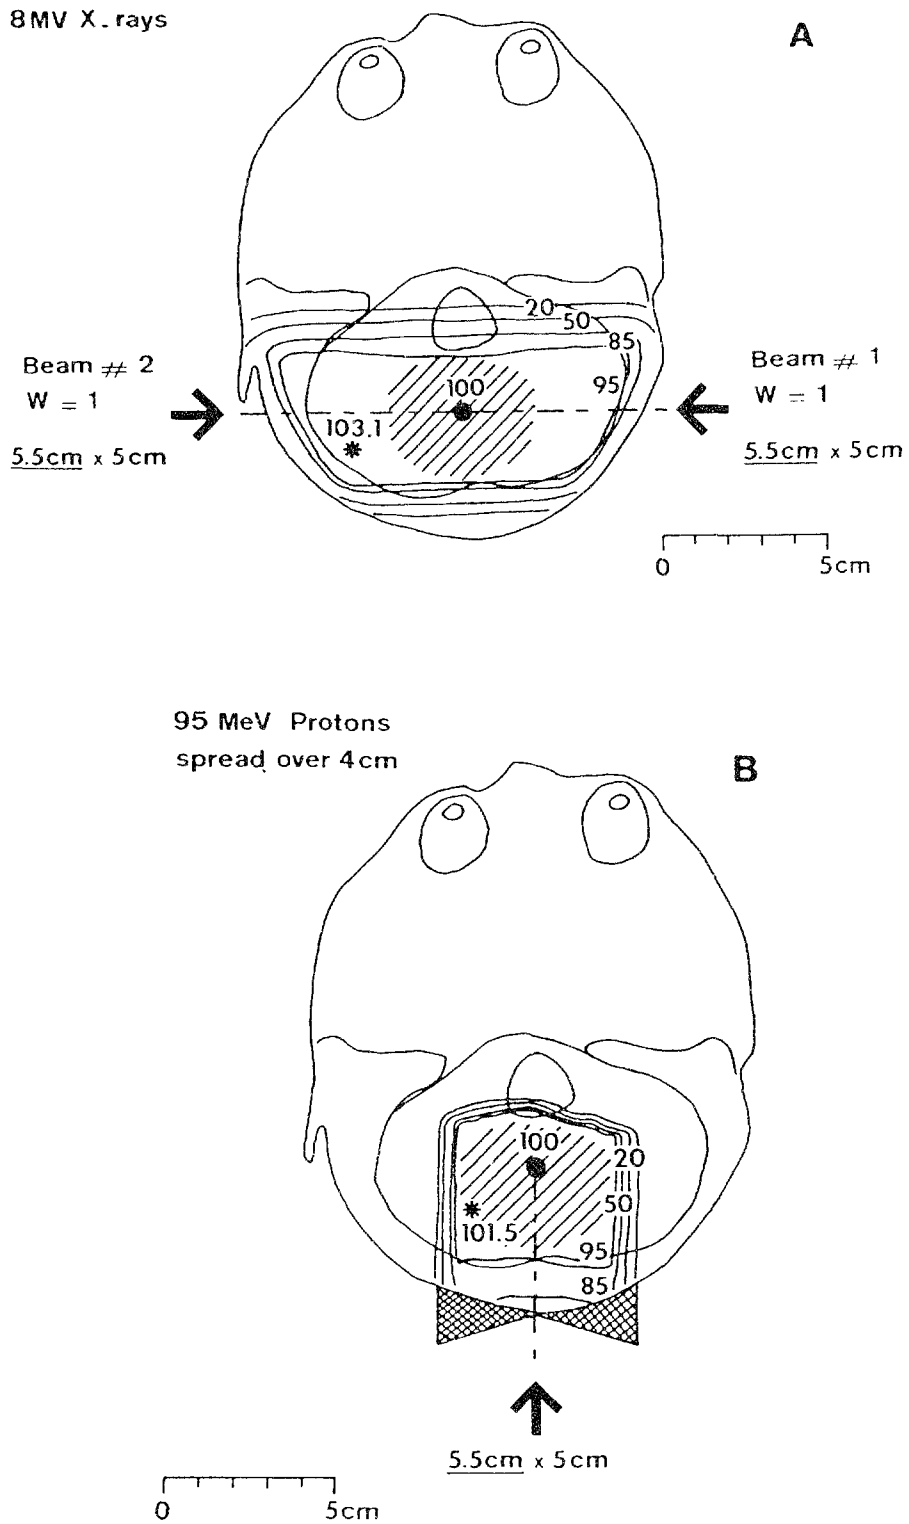 8MV X-rays
A
20
50
85
Beam # 2
W = 1
5.5cm x 5cm
100
95
103.1
Beam # 1
W = 1
5.5cm x 5cm
0 5cm
95 MeV Protons
spread over 4cm
B
100
20
50
101.5
95
85
5.5cm x 5cm
0 5cm